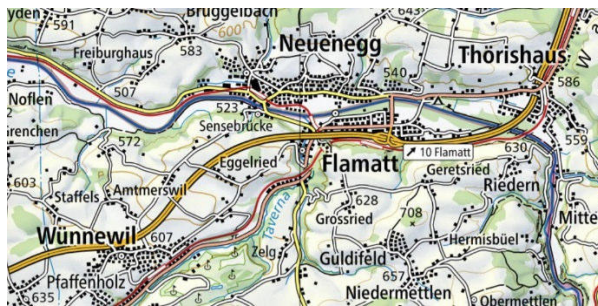 yden
591
Bruggelbach
600
643
Freiburghaus
583
Neuenegg
Thörishaus
Noflen
507
540
586
523
Grenchen
572
Sensebrücke
559
Eggelried
Flamatt
10 Flamatt
630
603
Staffels
Amtmerswil
Geretsried
Riedern
Taverna
Grossried
628
708
Mitte
Wünnewil
607
Zelg
Guldifeld
Hermisbüel
Pfaffenholz
657
635
Niedermettlen
Obermettlen